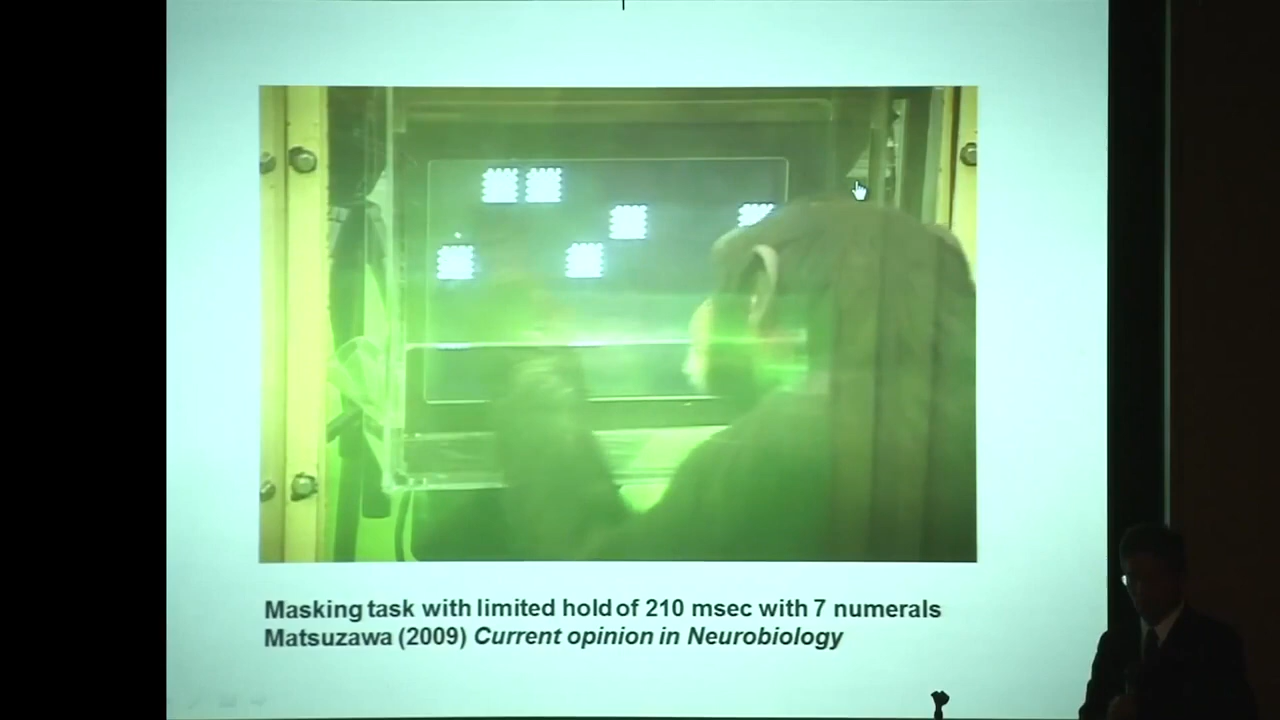 Masking task with limited hold of 210 msec with 7 numerals
Matsuzawa (2009) Current opinion in Neurobiology